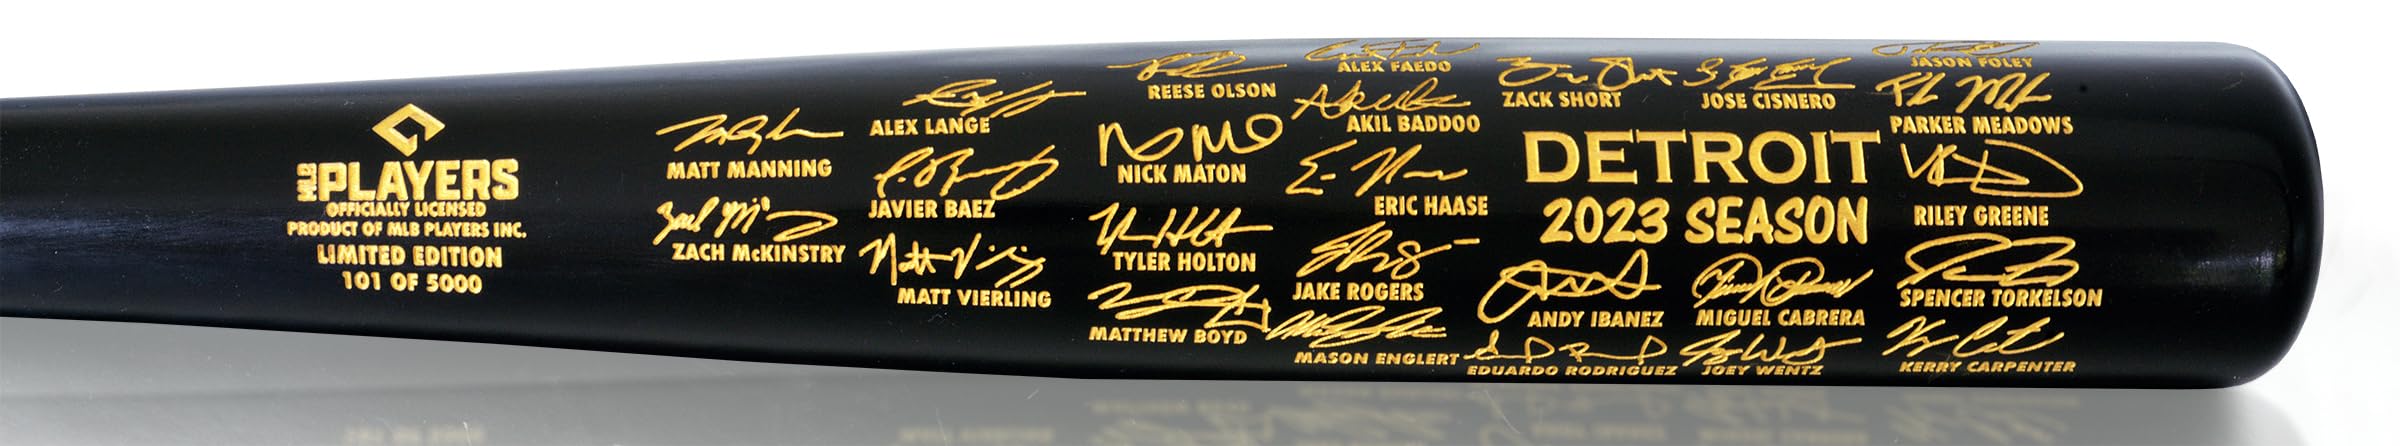 MLB PLAYERS
OFFICIALLY LICENSED
PRODUCT OF MLB PLAYERS INC.
LIMITED EDITION
101 OF 5000
MATT MANNING
ZACH McKINSTRY
ALEX LANGE
JAVIER BAEZ
MATT VIERLING
REESE OLSON
NICK MATON
TYLER HOLTON
MATTHEW BOYD
ALEX FAEDO
AKIL BADDOO
ERIC HAASE
JAKE ROGERS
MASON ENGLERT
ZACK SHORT
JOSE CISNERO
DETROIT
2023 SEASON
ANDY IBANEZ
MIGUEL CABRERA
EDUARDO RODRIGUEZ
JOEY WENTZ
JASON FOLEY
PARKER MEADOWS
RILEY GREENE
SPENCER TORKELSON
KERRY CARPENTER